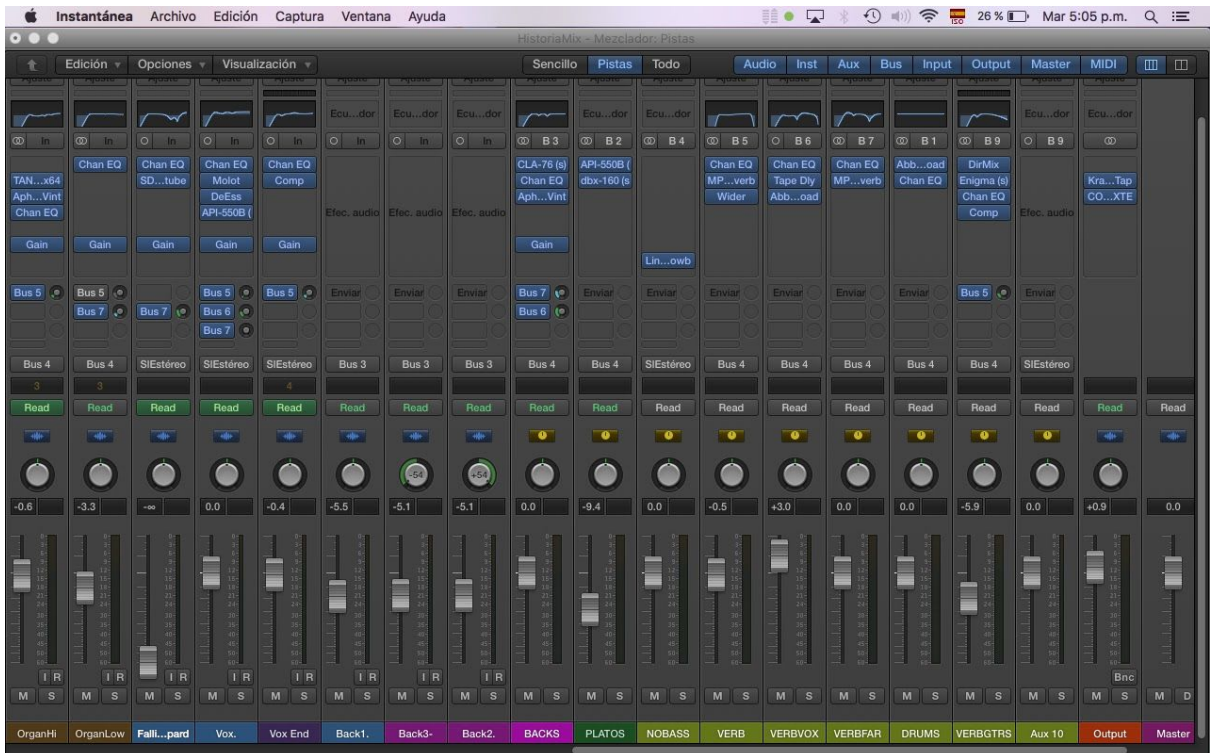 Instantánea Archivo Edición Captura Ventana Ayuda ISO 26 % Mar 5:05 p.m.
HistoriaMix - Mezclador: Pistas
Edición Opciones Visualización Sencillo Pistas Todo Audio Inst Aux Bus Input Output Master MIDI
Ecu...dor Ecu...dor Ecu...dor Ecu...dor Ecu...dor Ecu...dor Ecu...dor
In In In In In In In In B 3 B 2 B 4 B 5 B 6 B 7 B 1 B 9 B 9
Chan EQ Chan EQ Chan EQ Chan EQ CLA-76 (s) API-550B ( Chan EQ Chan EQ Chan EQ Abb...oad DirMix
TAN...x64 SD...tube Molot Comp Chan EQ dbx-160 (s MP...verb Tape Dly MP...verb Chan EQ Enigma (s) Kra...Tap
Aph...Vint DeEss Aph...Vint Wider Abb...oad Chan EQ CO...XTE
Chan EQ API-550B ( Efec. audio Efec. audio Efec. audio Comp Efec. audio
Gain Gain Gain Gain Gain Gain
Lin...owb
Bus 5 Bus 5 Bus 5 Bus 5 Enviar Enviar Enviar Bus 7 Enviar Enviar Enviar Enviar Enviar Enviar Bus 5 Enviar
Bus 7 Bus 7 Bus 6 Bus 6
Bus 7
Bus 4 Bus 4 SlEstéreo SlEstéreo SlEstéreo Bus 3 Bus 3 Bus 3 Bus 4 Bus 4 SlEstéreo Bus 4 Bus 4 Bus 4 Bus 4 Bus 4 SlEstéreo
3 3 4
Read Read Read Read Read Read Read Read Read Read Read Read Read Read Read Read Read Read Read
-54 +54
-0.6 -3.3 -∞ 0.0 -0.4 -5.5 -5.1 -5.1 0.0 -9.4 0.0 -0.5 +3.0 0.0 0.0 -5.9 0.0 +0.9 0.0
I R I R I R I R I R I R I R I R Bnc
M S M S M S M S M S M S M S M S M S M S M S M S M S M S M S M S M S M S M D
OrganHi OrganLow Falli...pard Vox. Vox End Back1. Back3- Back2. BACKS PLATOS NOBASS VERB VERBVOX VERBFAR DRUMS VERBGTRS Aux 10 Output Master